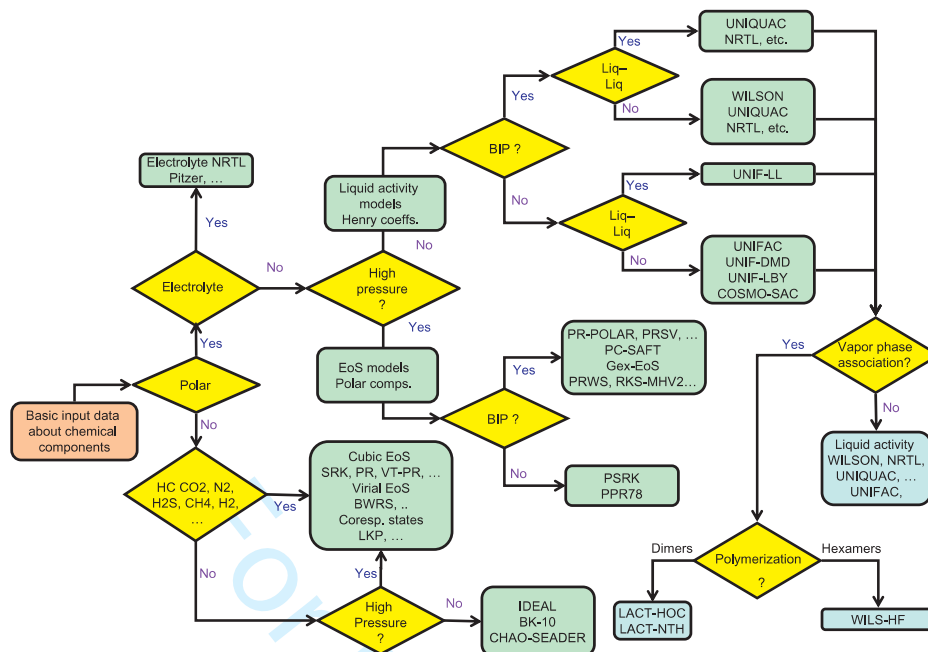 UNIQUAC
NRTL, etc.
Yes
Liq–
Liq
Yes
No
WILSON
UNIQUAC
NRTL, etc.
BIP ?
Electrolyte NRTL
Pitzer, …
Liquid activity
models
Henry coeffs.
No
Yes
UNIF-LL
Liq–
Liq
No
UNIFAC
UNIF-DMD
UNIF-LBY
COSMO-SAC
Yes
No
No
Electrolyte
High
pressure
?
Yes
Yes
EoS models
Polar comps.
PR-POLAR, PRSV, …
PC-SAFT
Gex-EoS
PRWS, RKS-MHV2…
Yes
BIP ?
No
PSRK
PPR78
Yes
Vapor phase
association?
No
Liquid activity
WILSON, NRTL,
UNIQUAC, …
UNIFAC,
Polar
Basic input data
about chemical
components
No
HC CO2, N2,
H2S, CH4, H2,
…
Yes
Cubic EoS
SRK, PR, VT-PR, …
Virial EoS
BWRS, ..
Coresp. states
LKP, …
No
Yes
High
Pressure
?
No
IDEAL
BK-10
CHAO-SEADER
Dimers
Polymerization
?
Hexamers
LACT-HOC
LACT-NTH
WILS-HF